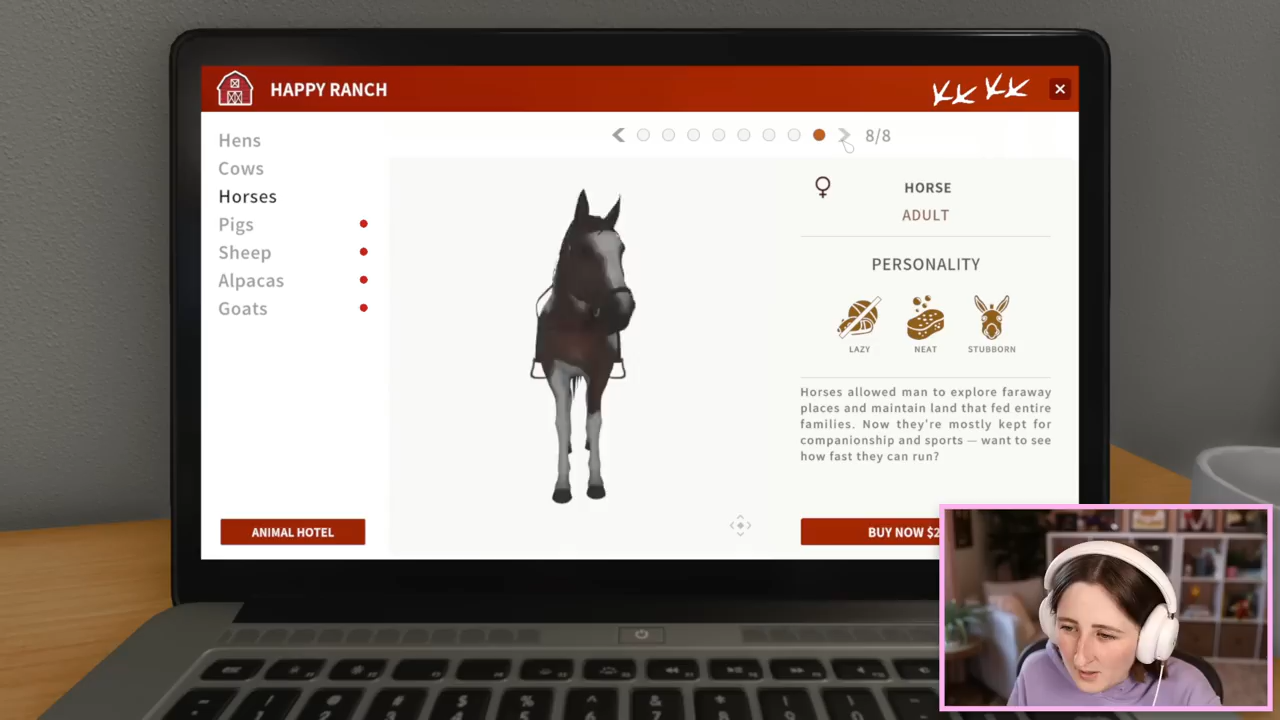 HAPPY RANCH
Hens
Cows
Horses
Pigs
Sheep
Alpacas
Goats
ANIMAL HOTEL
8/8
HORSE
ADULT
PERSONALITY
LAZY
NEAT
STUBBORN
Horses allowed man to explore faraway
places and maintain land that fed entire
families. Now they're mostly kept for
companionship and sports — want to see
how fast they can run?
BUY NOW $2